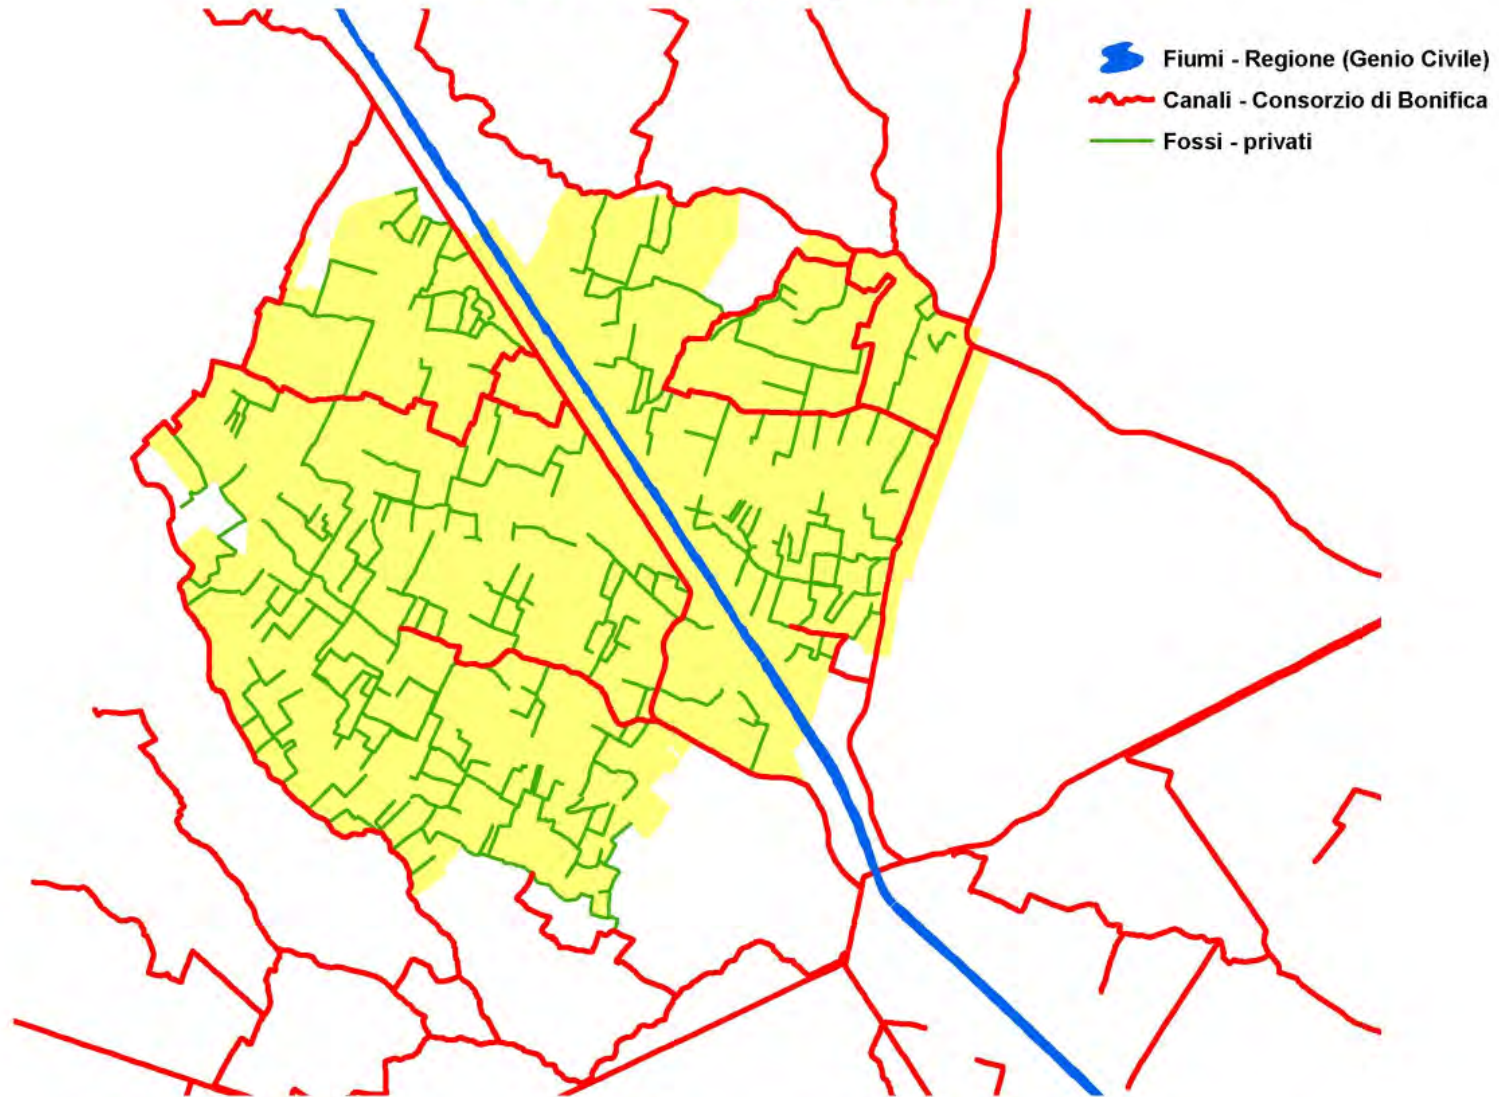 Fiumi - Regione (Genio Civile)
Canali - Consorzio di Bonifica
Fossi - privati